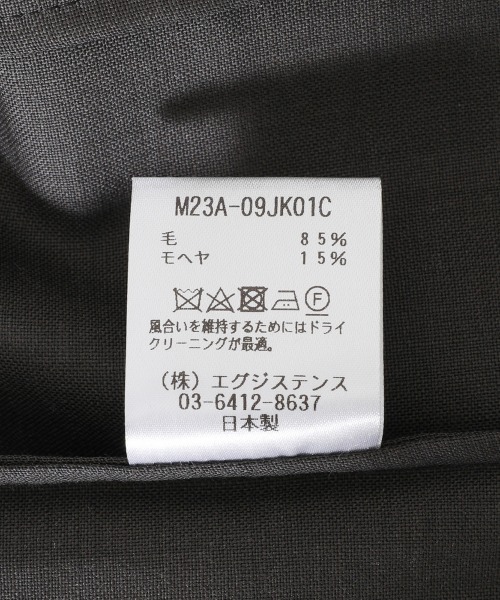 M23A-09JK01C
毛 85%
モヘヤ 15%
F
風合いを維持するためにはドライ
クリーニングが最適。
(株) エグジステンス
03-6412-8637
日本製